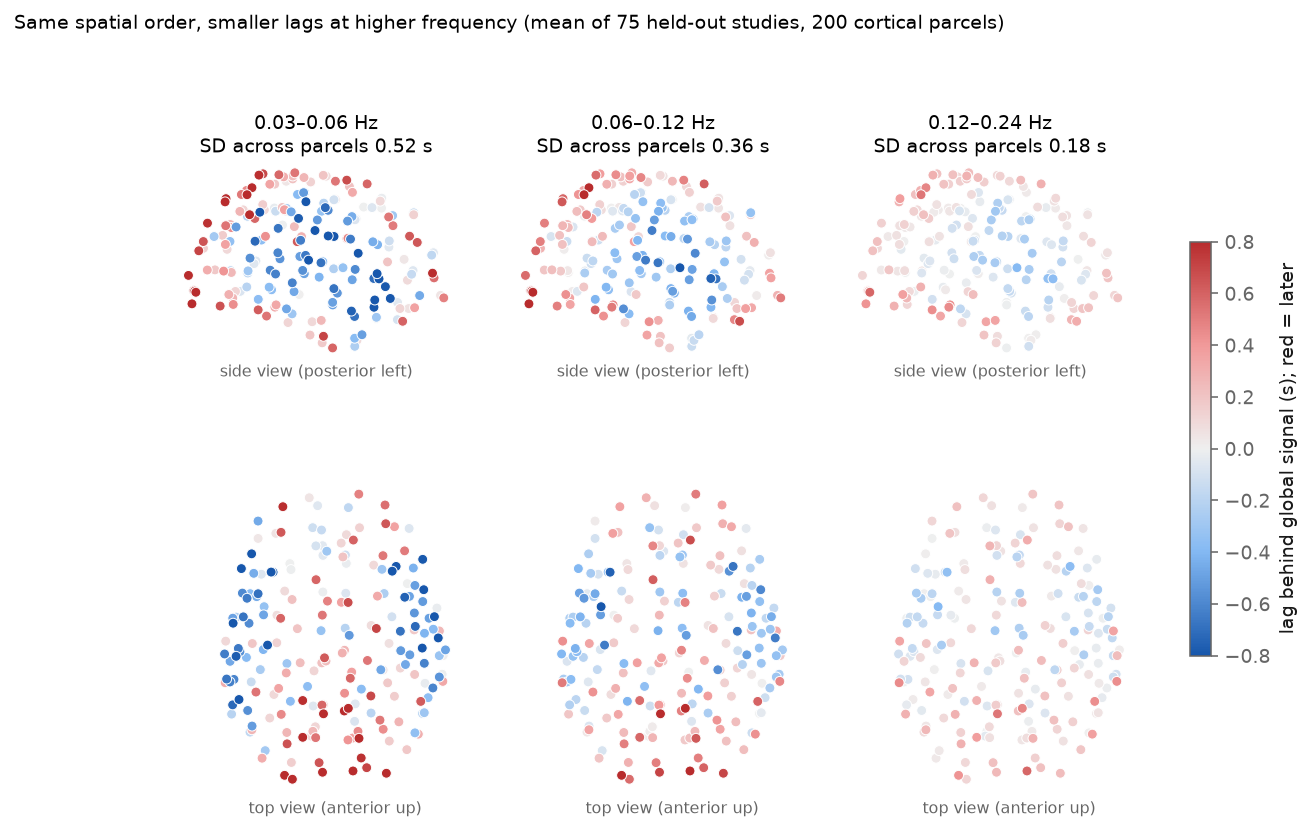 Same spatial order, smaller lags at higher frequency (mean of 75 held-out studies, 200 cortical parcels)
0.03–0.06 Hz
SD across parcels 0.52 s
0.06–0.12 Hz
SD across parcels 0.36 s
0.12–0.24 Hz
SD across parcels 0.18 s
side view (posterior left)
side view (posterior left)
side view (posterior left)
top view (anterior up)
top view (anterior up)
top view (anterior up)
0.8
0.6
0.4
0.2
0.0
−0.2
−0.4
−0.6
−0.8
lag behind global signal (s); red = later